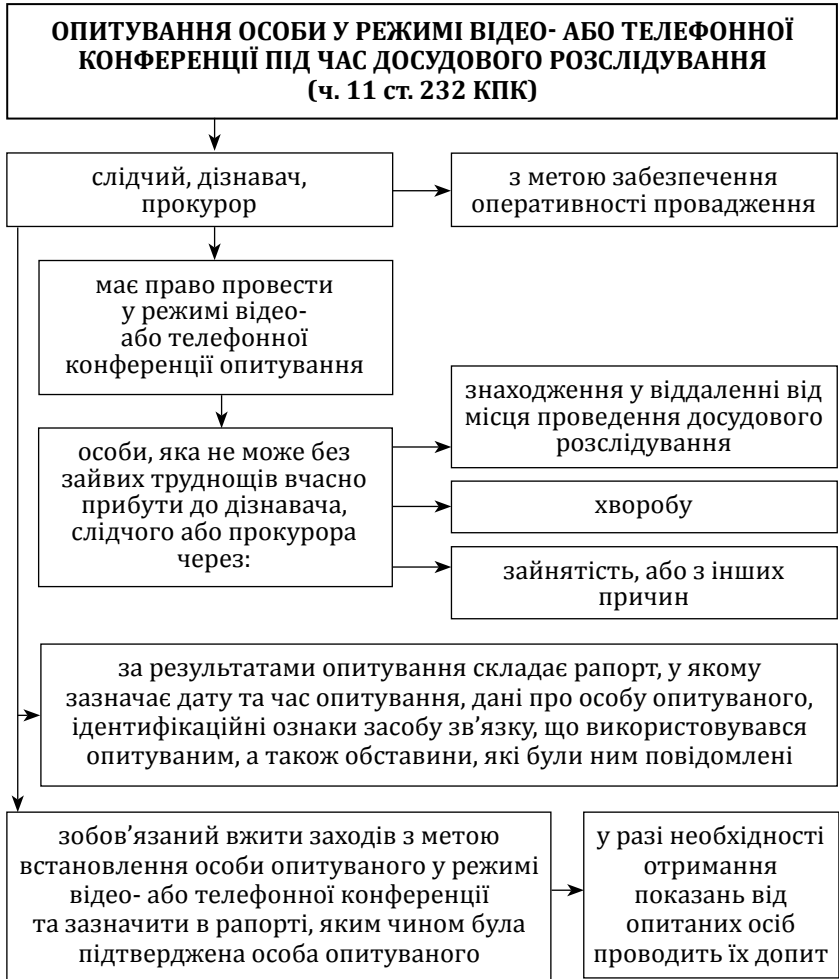 ОПИТУВАННЯ ОСОБИ У РЕЖИМІ ВІДЕО- АБО ТЕЛЕФОННОЇ
КОНФЕРЕНЦІЇ ПІД ЧАС ДОСУДОВОГО РОЗСЛІДУВАННЯ
(ч. 11 ст. 232 КПК)
слідчий, дізнавач,
прокурор
з метою забезпечення
оперативності провадження
має право провести
у режимі відео-
або телефонної
конференції опитування
особи, яка не може без
зайвих труднощів вчасно
прибути до дізнавача,
слідчого або прокурора
через:
знаходження у віддаленні від
місця проведення досудового
розслідування
хворобу
зайнятість, або з інших
причин
за результатами опитування складає рапорт, у якому
зазначає дату та час опитування, дані про особу опитуваного,
ідентифікаційні ознаки засобу зв’язку, що використовувався
опитуваним, а також обставини, які були ним повідомлені
зобов’язаний вжити заходів з метою
встановлення особи опитуваного у режимі
відео- або телефонної конференції
та зазначити в рапорті, яким чином була
підтверджена особа опитуваного
у разі необхідності
отримання
показань від
опитаних осіб
проводить їх допит